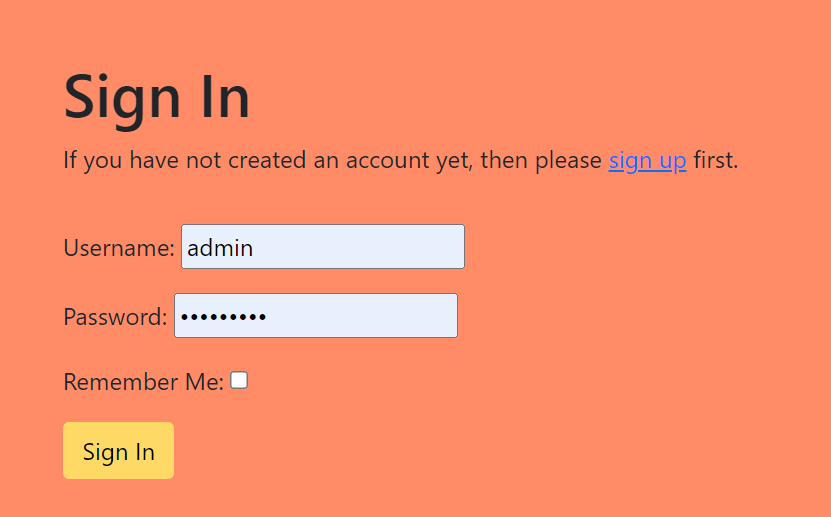 Sign In
If you have not created an account yet, then please sign up first.
Username: admin
Password: •••••••••
Remember Me:
Sign In